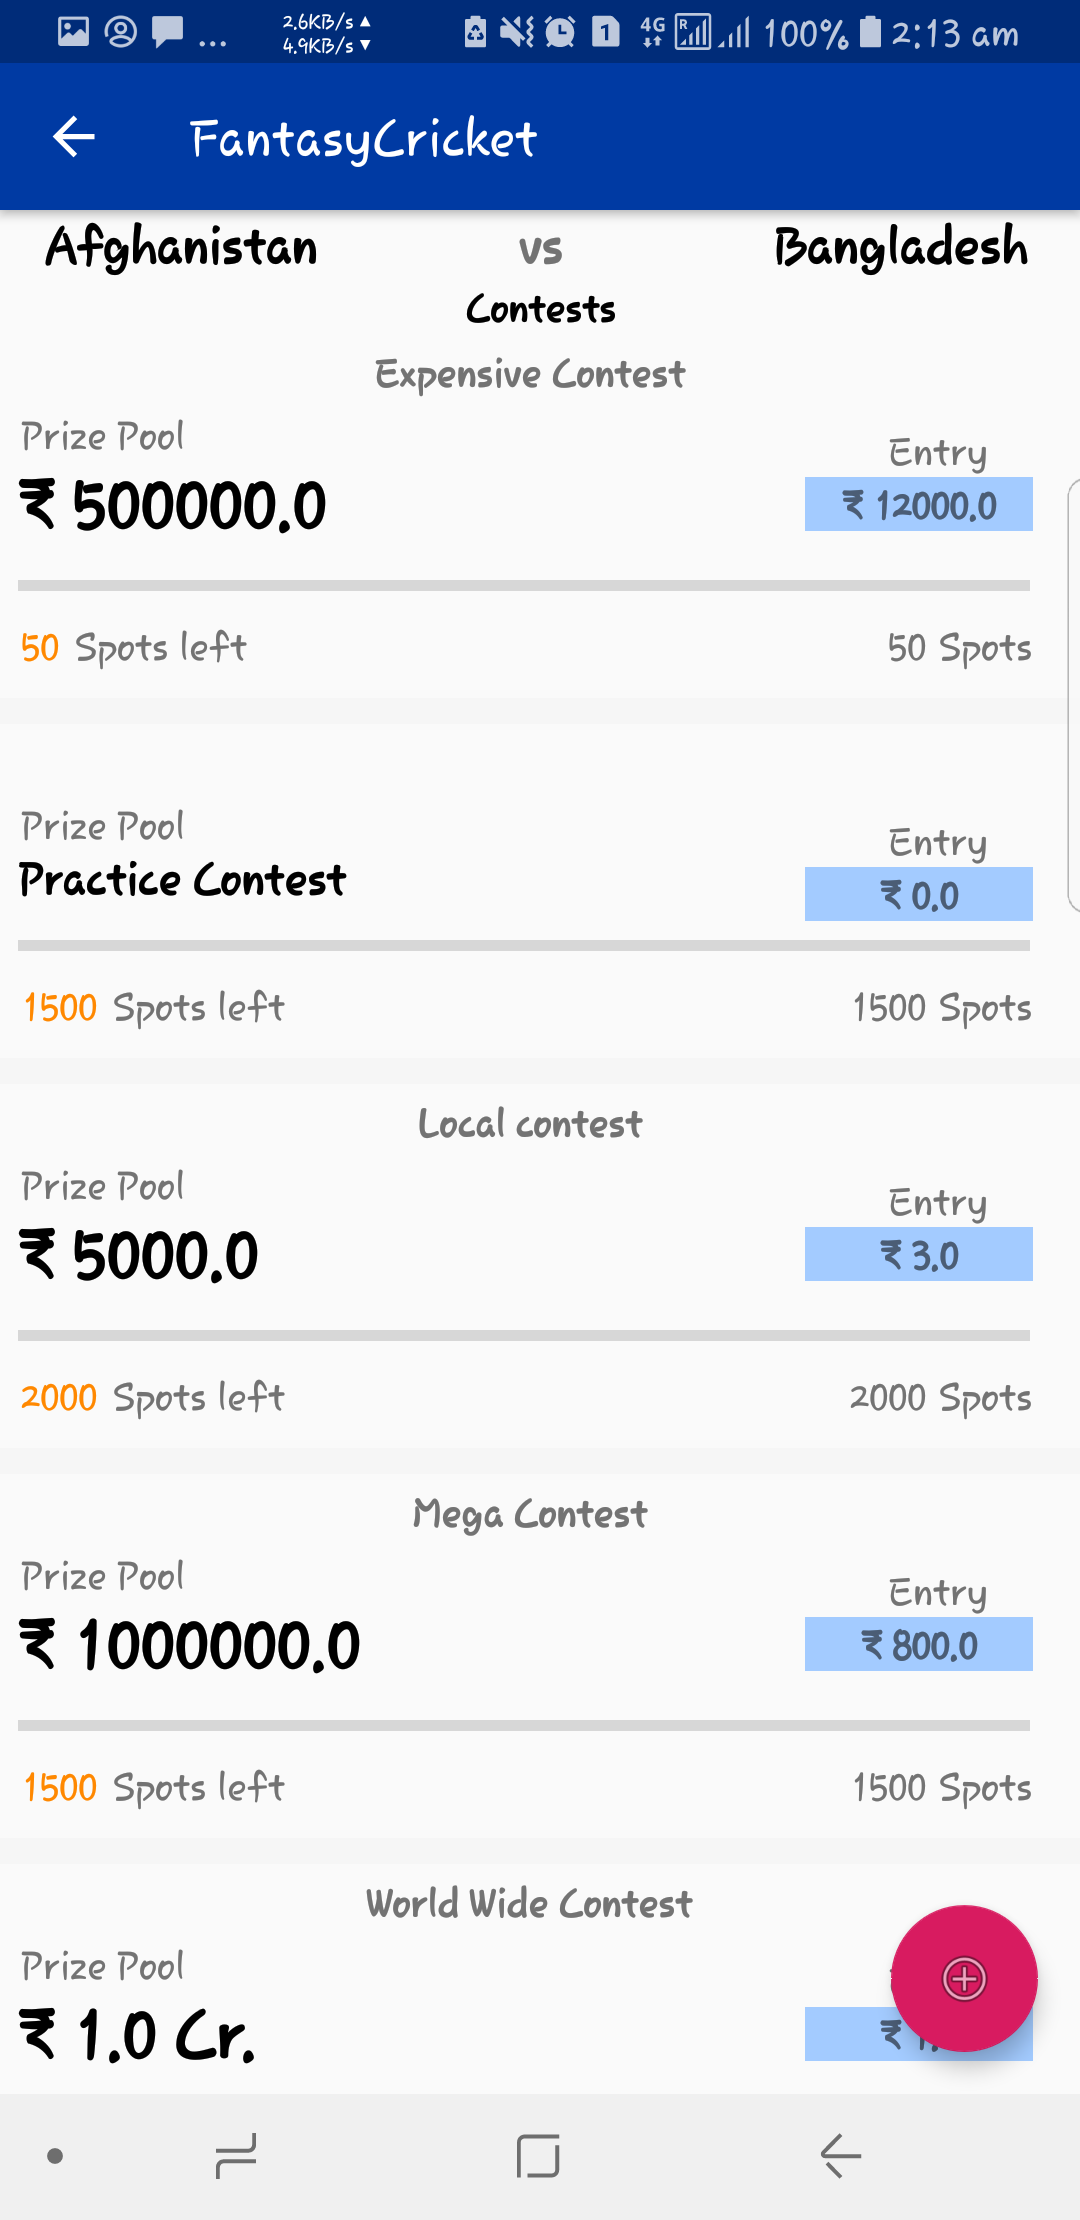 2.6KB/s ▲
4.9KB/s ▼
1
4G
R
100%
2:13 am
FantasyCricket
Afghanistan vs Bangladesh
Contests
Expensive Contest
Prize Pool
Entry
₹ 500000.0
₹ 12000.0
50 Spots left
50 Spots
Prize Pool
Entry
Practice Contest
₹ 0.0
1500 Spots left
1500 Spots
Local contest
Prize Pool
Entry
₹ 5000.0
₹ 3.0
2000 Spots left
2000 Spots
Mega Contest
Prize Pool
Entry
₹ 1000000.0
₹ 800.0
1500 Spots left
1500 Spots
World Wide Contest
Prize Pool
₹ 1.0 Cr.
₹